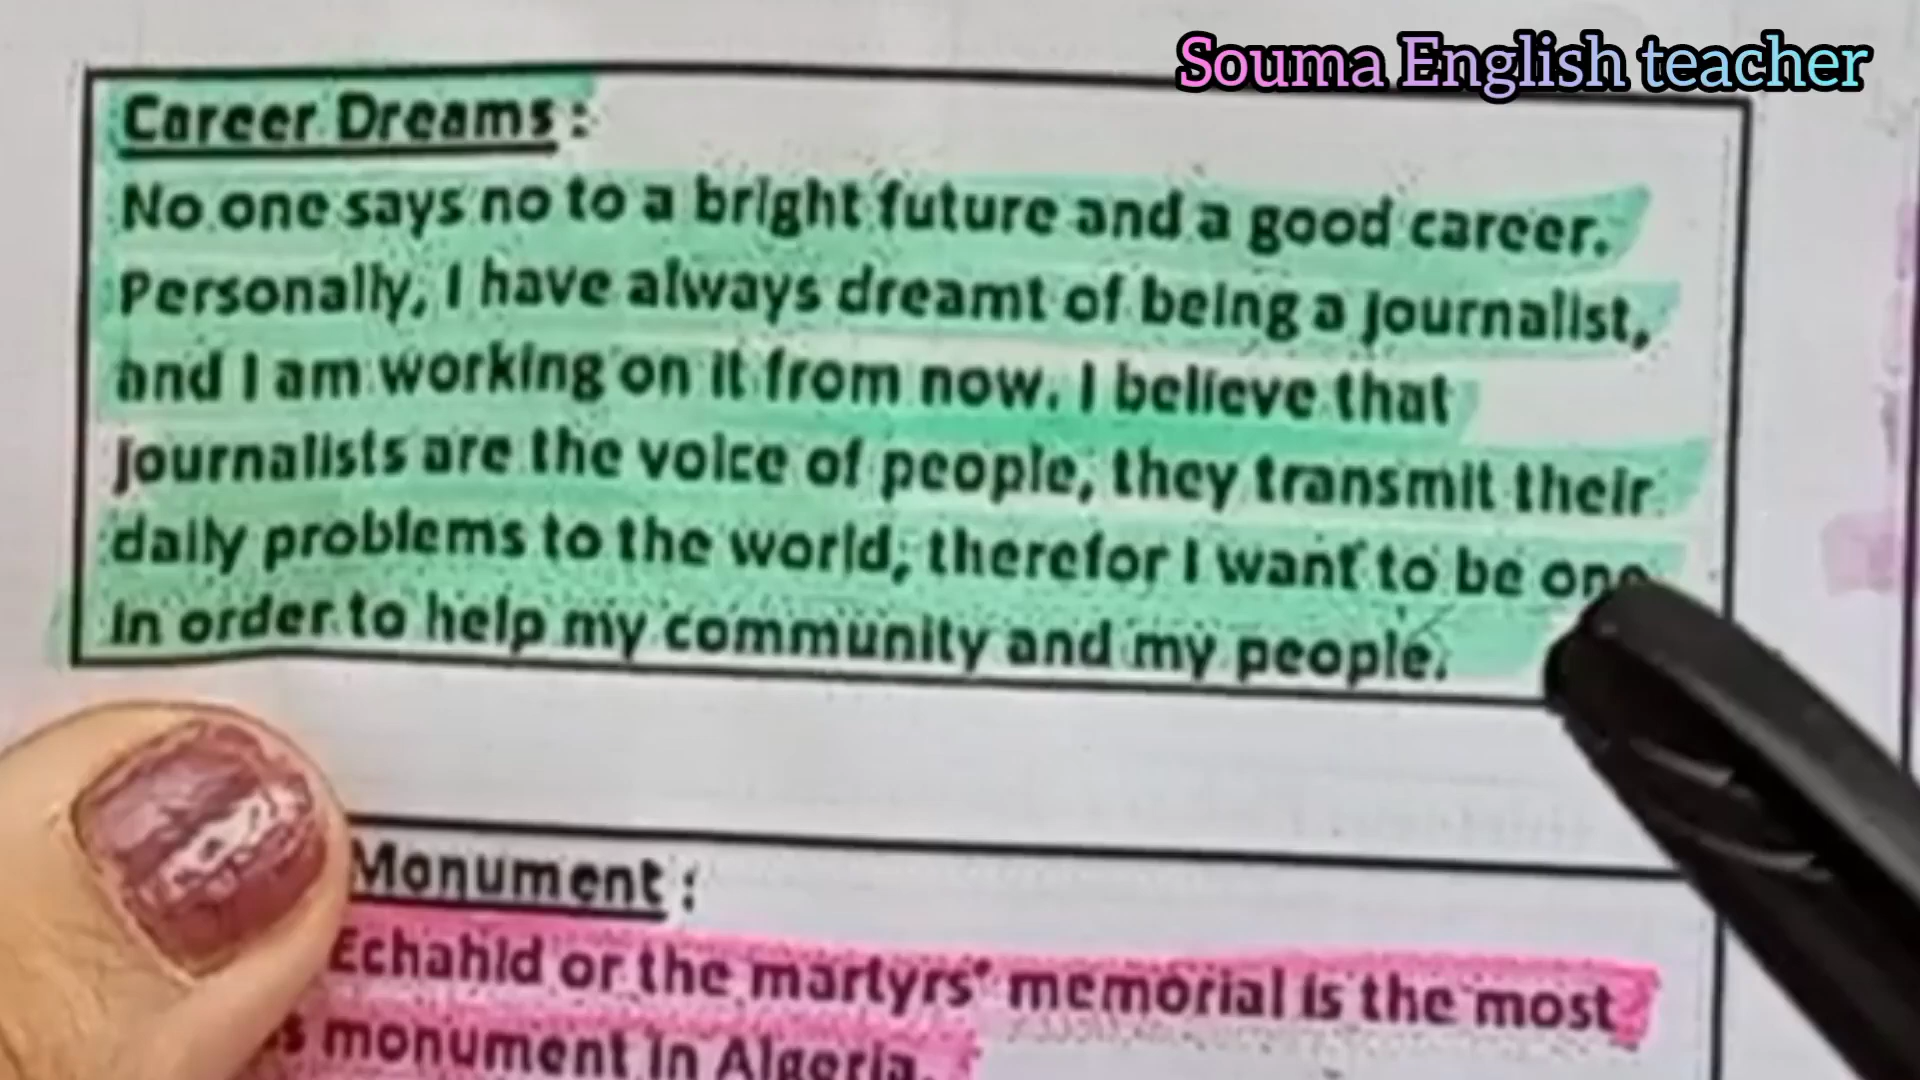 Souma English teacher
Career Dreams :
No one says no to a bright future and a good career.
Personally, I have always dreamt of being a journalist,
and I am working on it from now. I believe that
journalists are the voice of people, they transmit their
daily problems to the world, therefor I want to be one
in order to help my community and my people.
Monument :
Echahid or the martyrs' memorial is the most
monument in Algeria.